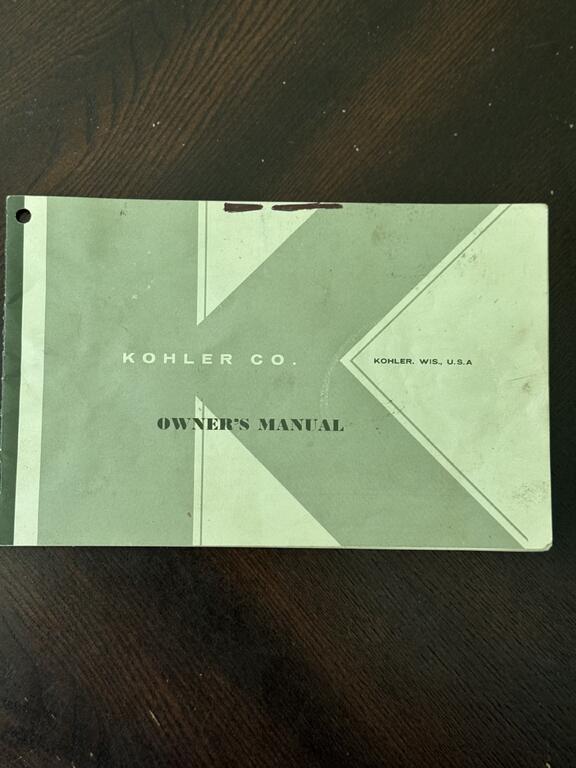 KOHLER CO.
KOHLER. WIS., U.S.A
OWNER'S MANUAL